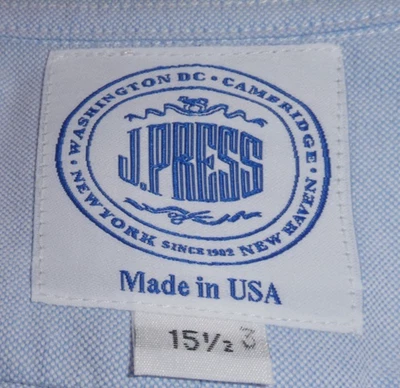 WASHINGTON DC · CAMBRIDGE ·
J.PRESS
NEW YORK SINCE 1902 NEW HAVEN
Made in USA
15½ 3